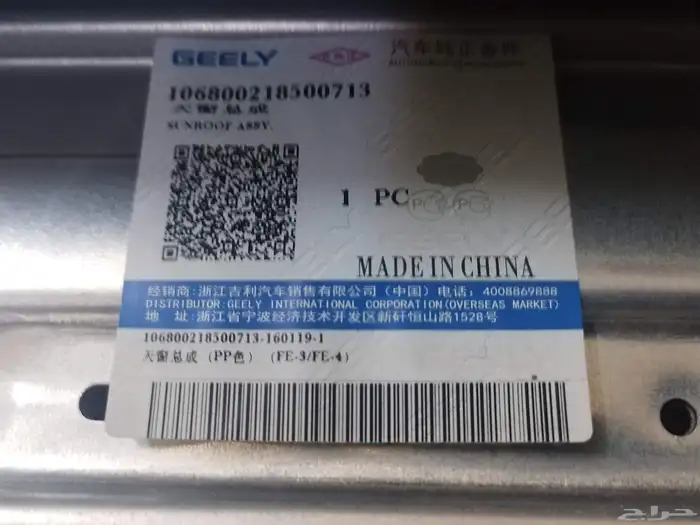 GEELY
汽车纯正备件
106800218500713
天窗总成
SUNROOF ASSY.
1 PC
MADE IN CHINA
经销商:浙江吉利汽车销售有限公司（中国）电话：4008869888
DISTRIBUTOR:GEELY INTERNATIONAL CORPORATION(OVERSEAS MARKET)
地 址:浙江省宁波经济技术开发区新矸恒山路1528号
106800218500713-160119-1
天窗总成 (PP色) (FE-3/FE-4)
حراج